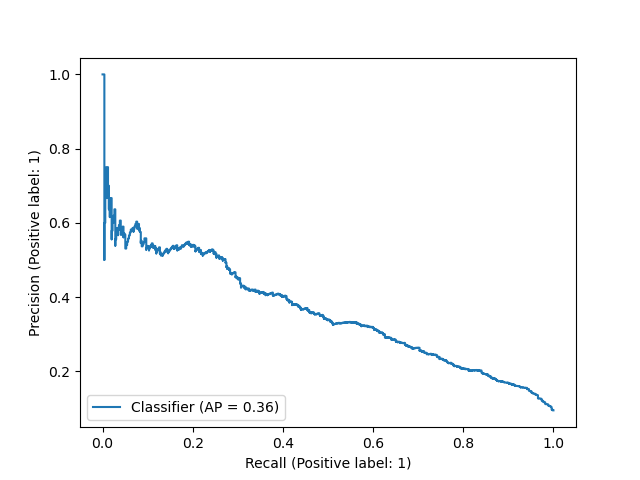 1.0
0.8
0.6
0.4
0.2
Precision (Positive label: 1)
Classifier (AP = 0.36)
0.0 0.2 0.4 0.6 0.8 1.0
Recall (Positive label: 1)